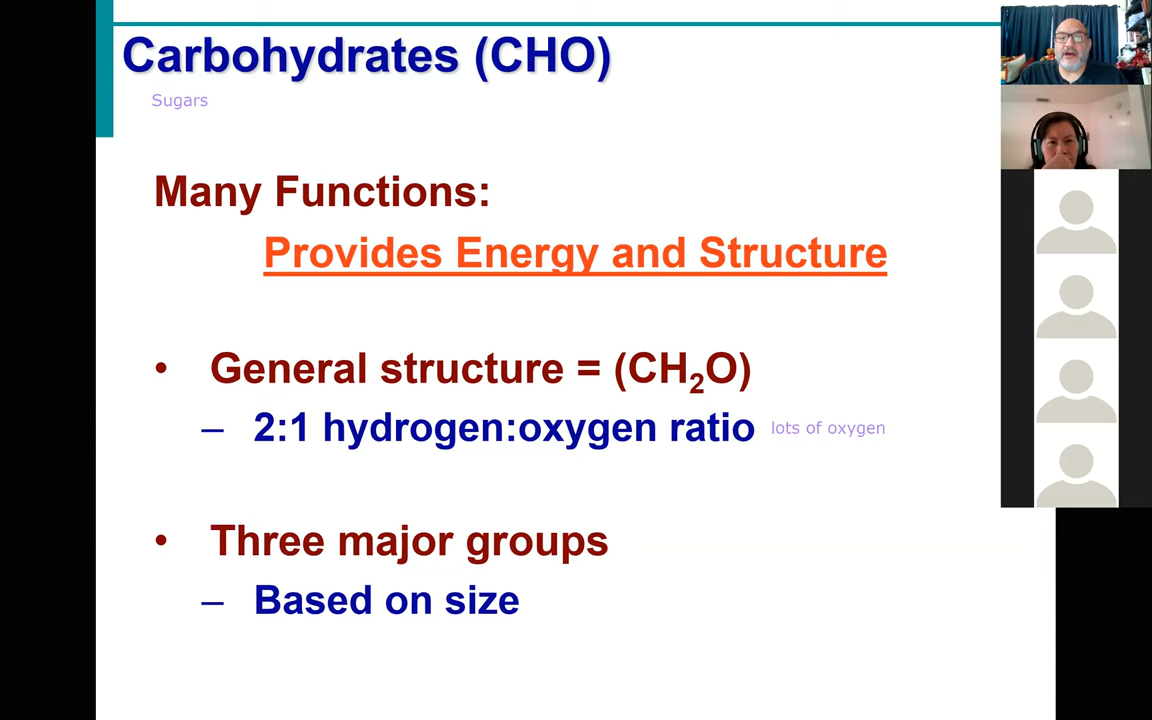 Carbohydrates (CHO)
Sugars
Many Functions:
Provides Energy and Structure
• General structure = (CH₂O)
– 2:1 hydrogen:oxygen ratio lots of oxygen
• Three major groups
– Based on size